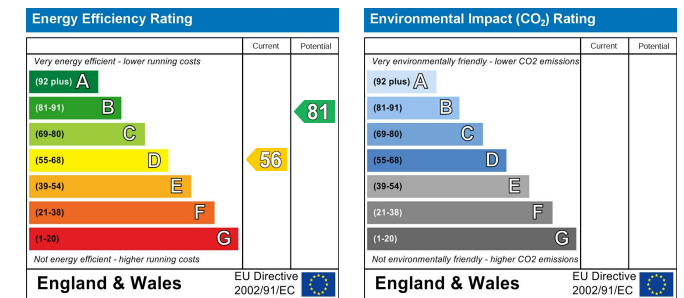 Energy Efficiency Rating
Current Potential
Very energy efficient - lower running costs
(92 plus) A
(81-91) B
81
(69-80) C
(55-68) D
56
(39-54) E
(21-38) F
(1-20) G
Not energy efficient - higher running costs
England & Wales
EU Directive
2002/91/EC
Environmental Impact (CO₂) Rating
Current Potential
Very environmentally friendly - lower CO2 emissions
(92 plus) A
(81-91) B
(69-80) C
(55-68) D
(39-54) E
(21-38) F
(1-20) G
Not environmentally friendly - higher CO2 emissions
England & Wales
EU Directive
2002/91/EC